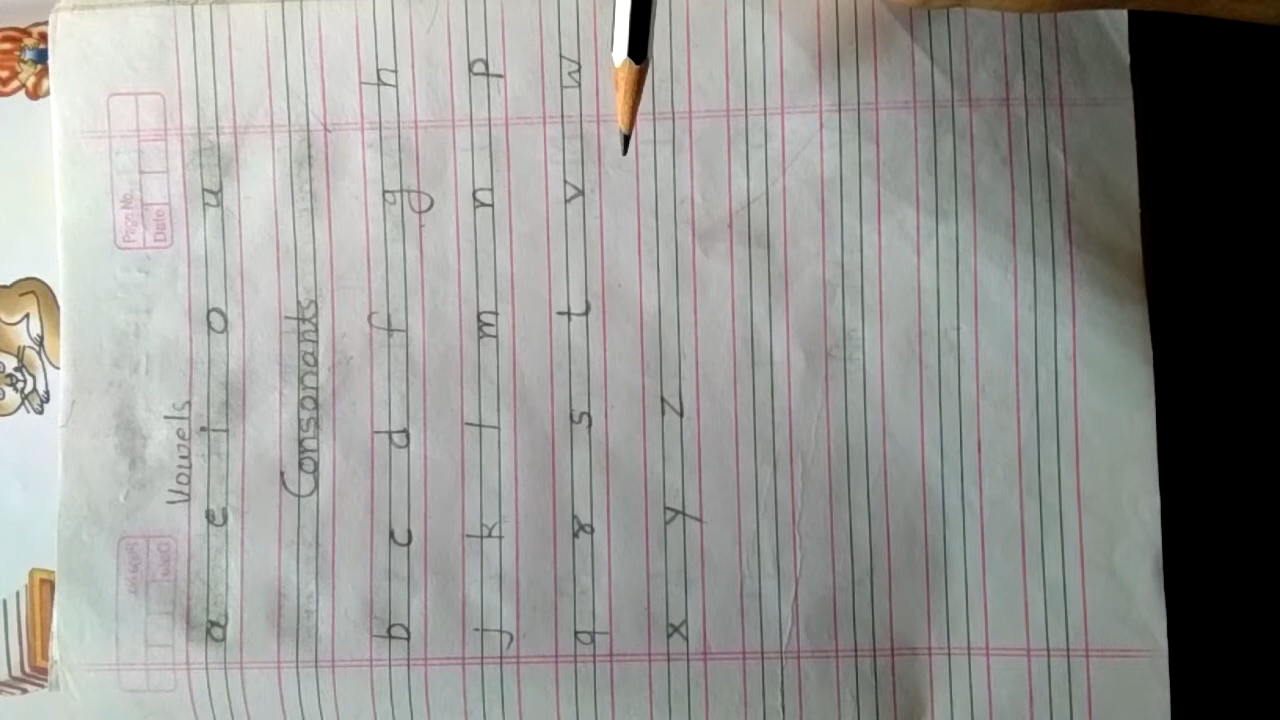 Page No.
Date
Vowels
a e i o u
Consonants
b c d f g h
j k l m n p
q r s t v w
x y z